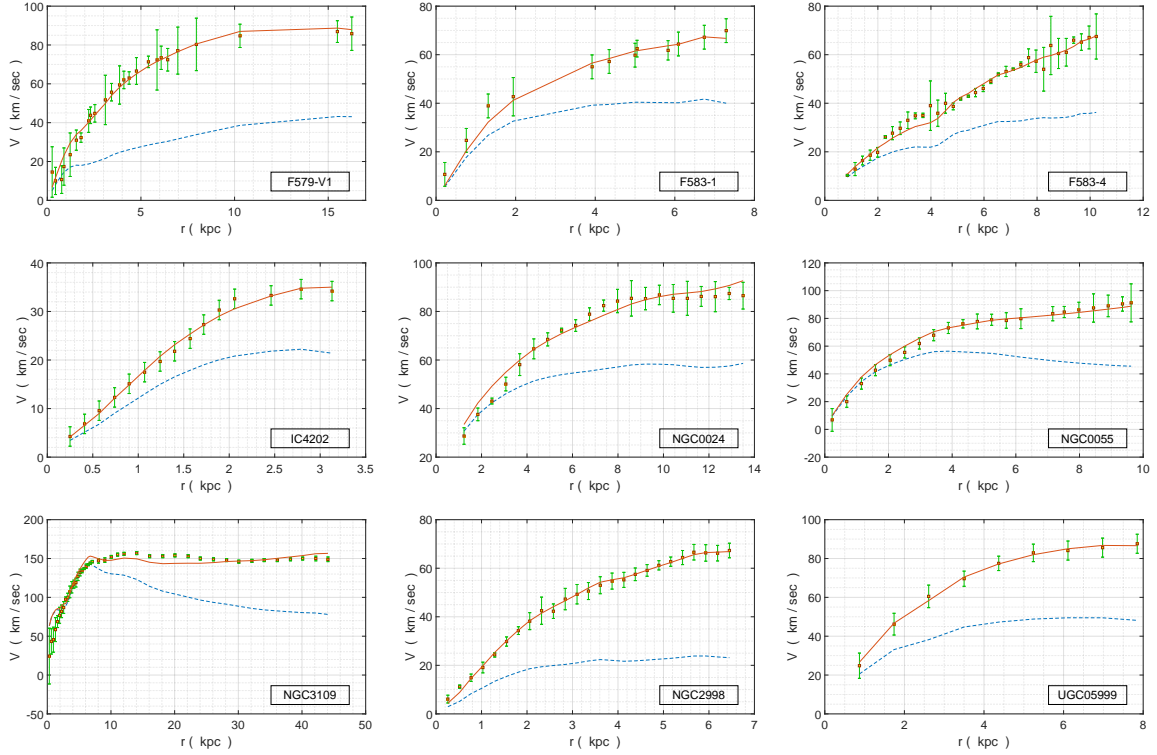 100
80
60
40
20
0
V ( km / sec)
F579-V1
0 5 10 15
r ( kpc)
80
60
40
20
0
V ( km / sec)
F583-1
0 2 4 6 8
r ( kpc)
80
60
40
20
0
V ( km / sec)
F583-4
0 2 4 6 8 10 12
r ( kpc)
40
30
20
10
0
V ( km / sec)
IC4202
0 0.5 1 1.5 2 2.5 3 3.5
r ( kpc)
100
80
60
40
20
V ( km / sec)
NGC0024
0 2 4 6 8 10 12 14
r ( kpc)
120
100
80
60
40
20
0
-20
V ( km / sec)
NGC0055
0 2 4 6 8 10
r ( kpc)
200
150
100
50
0
-50
V ( km / sec)
NGC3109
0 10 20 30 40 50
r ( kpc)
80
60
40
20
0
V ( km / sec)
NGC2998
0 1 2 3 4 5 6 7
r ( kpc)
100
80
60
40
20
0
V ( km / sec)
UGC05999
0 2 4 6 8
r ( kpc)